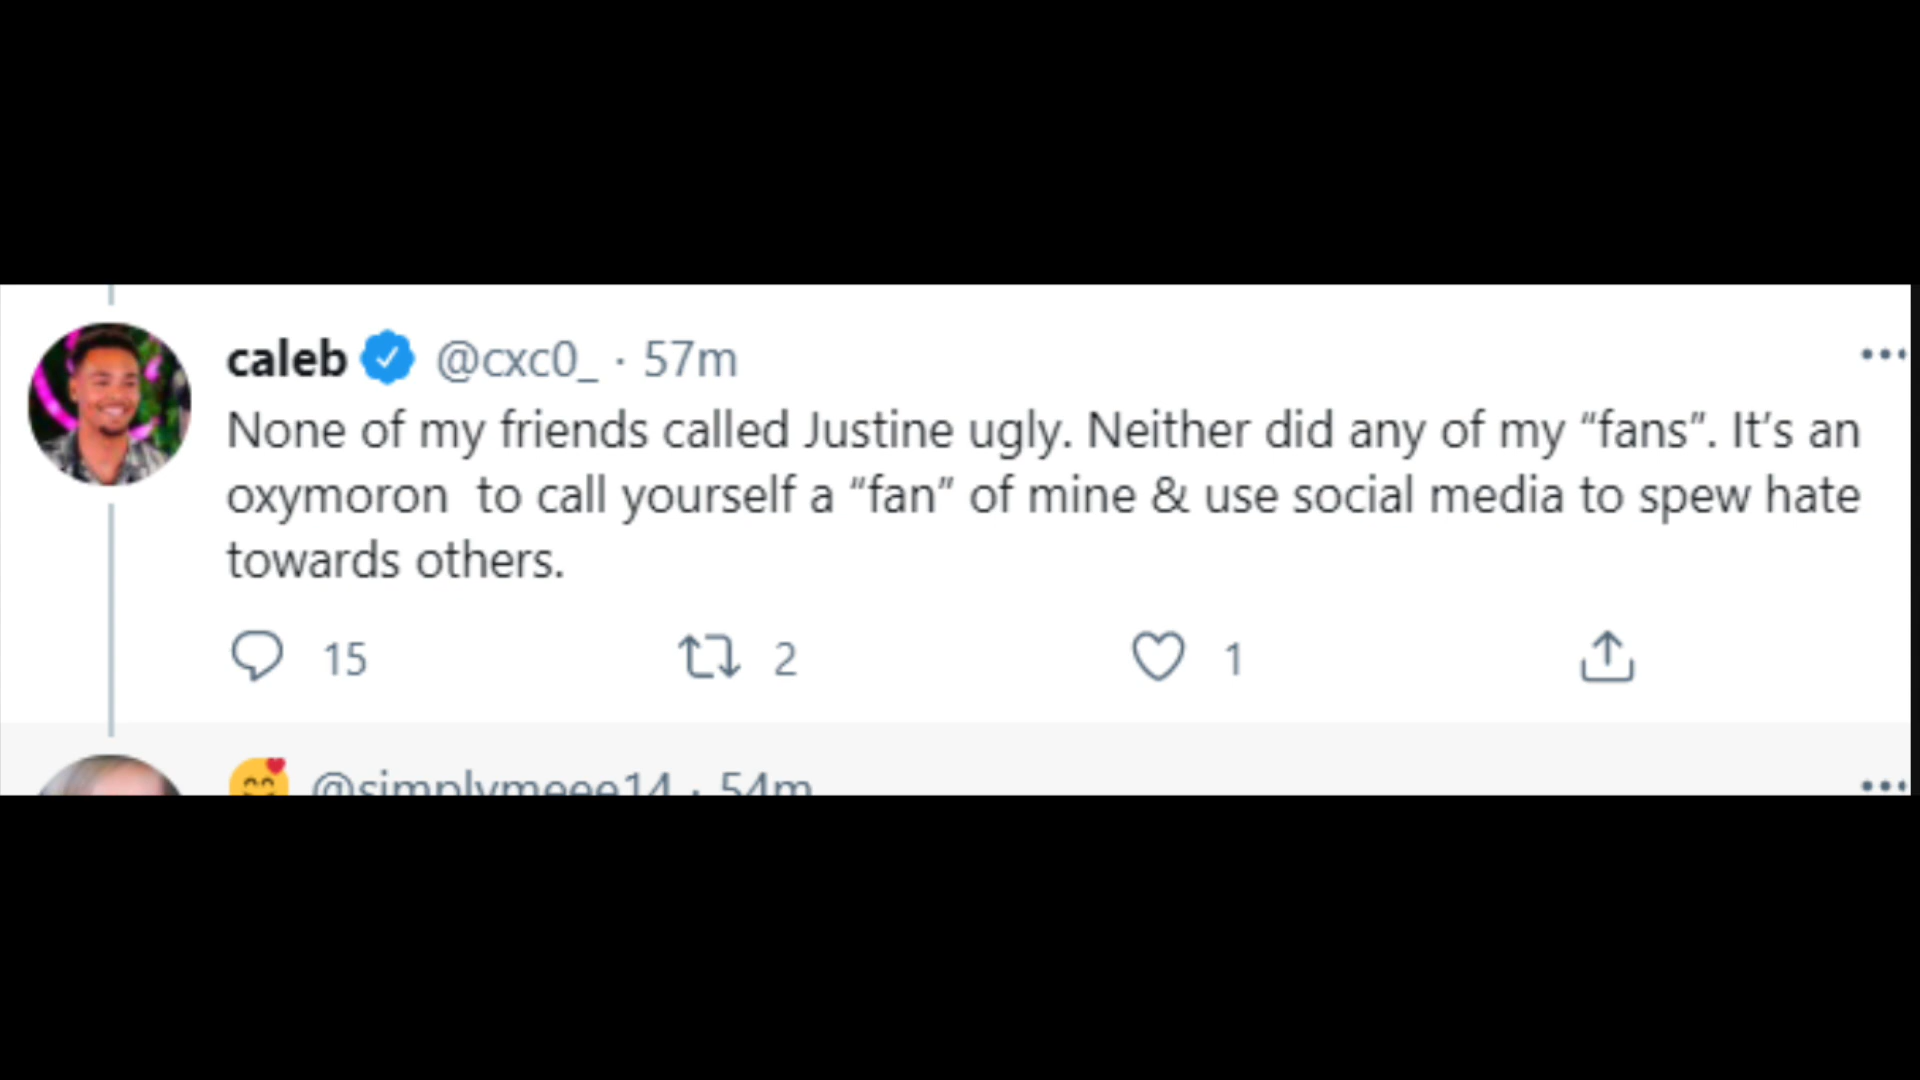 caleb @cxc0_ · 57m
None of my friends called Justine ugly. Neither did any of my “fans”. It’s an
oxymoron  to call yourself a “fan” of mine & use social media to spew hate
towards others.
15 2 1
@simplymeee14 · 54m